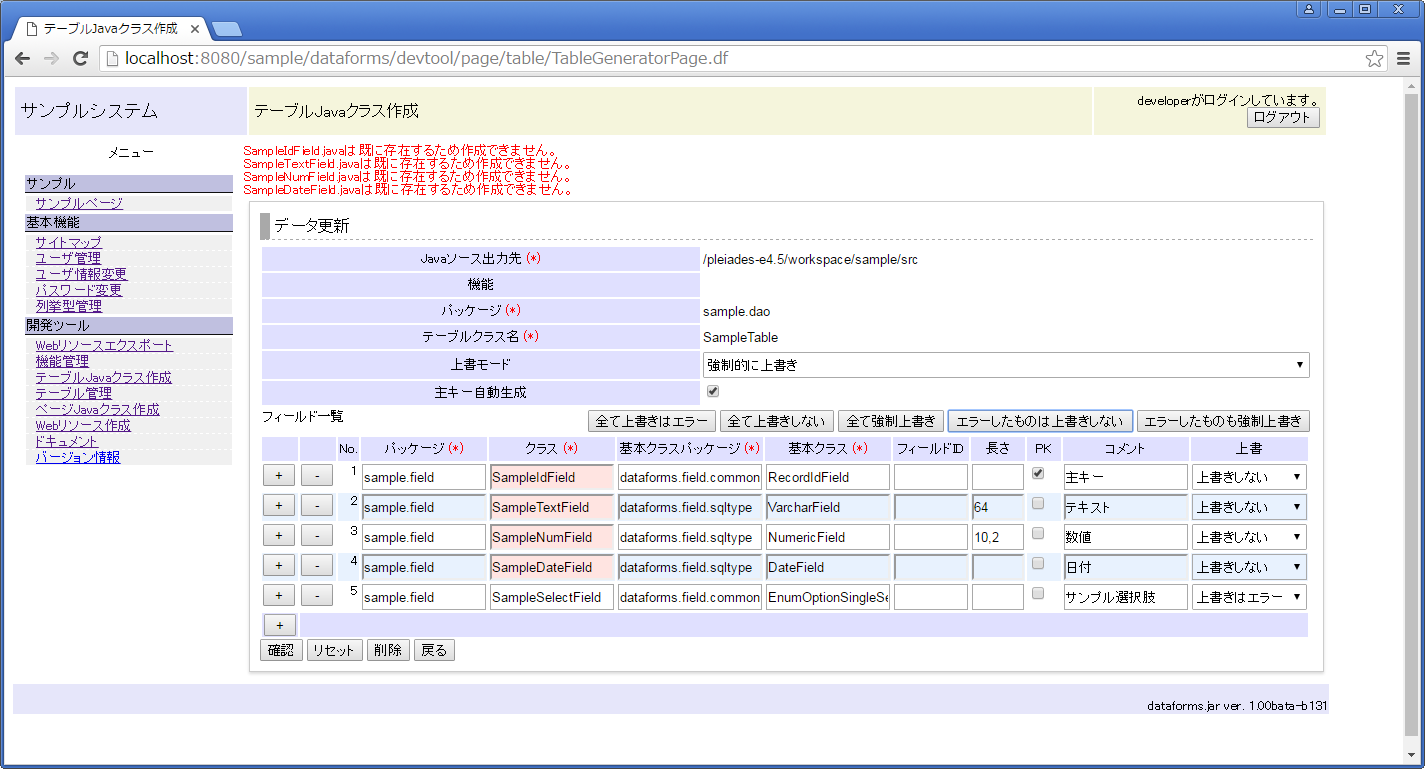 テーブルJavaクラス作成
localhost:8080/sample/dataforms/devtool/page/table/TableGeneratorPage.df
サンプルシステム
テーブルJavaクラス作成
developerがログインしています。
ログアウト
メニュー
サンプル
サンプルページ
基本機能
サイトマップ
ユーザ管理
ユーザ情報変更
パスワード変更
列挙型管理
開発ツール
Webリソースエクスポート
機能管理
テーブルJavaクラス作成
テーブル管理
ページJavaクラス作成
Webリソース作成
ドキュメント
バージョン情報
SampleIdField.javaは既に存在するため作成できません。
SampleTextField.javaは既に存在するため作成できません。
SampleNumField.javaは既に存在するため作成できません。
SampleDateField.javaは既に存在するため作成できません。
データ更新
Javaソース出力先 (*) /pleiades-e4.5/workspace/sample/src
機能
パッケージ (*) sample.dao
テーブルクラス名 (*) SampleTable
上書モード 強制的に上書き
主キー自動生成
フィールド一覧 全て上書きはエラー 全て上書きしない 全て強制上書き エラーしたものは上書きしない エラーしたものも強制上書き
No. パッケージ (*) クラス (*) 基本クラスパッケージ (*) 基本クラス (*) フィールドID 長さ PK コメント 上書
+ - 1 sample.field SampleIdField dataforms.field.common RecordIdField 主キー 上書きしない
+ - 2 sample.field SampleTextField dataforms.field.sqltype VarcharField 64 テキスト 上書きしない
+ - 3 sample.field SampleNumField dataforms.field.sqltype NumericField 10,2 数値 上書きしない
+ - 4 sample.field SampleDateField dataforms.field.sqltype DateField 日付 上書きしない
+ - 5 sample.field SampleSelectField dataforms.field.common EnumOptionSingleSe サンプル選択肢 上書きはエラー
+
確認 リセット 削除 戻る
dataforms.jar ver. 1.00bata-b131